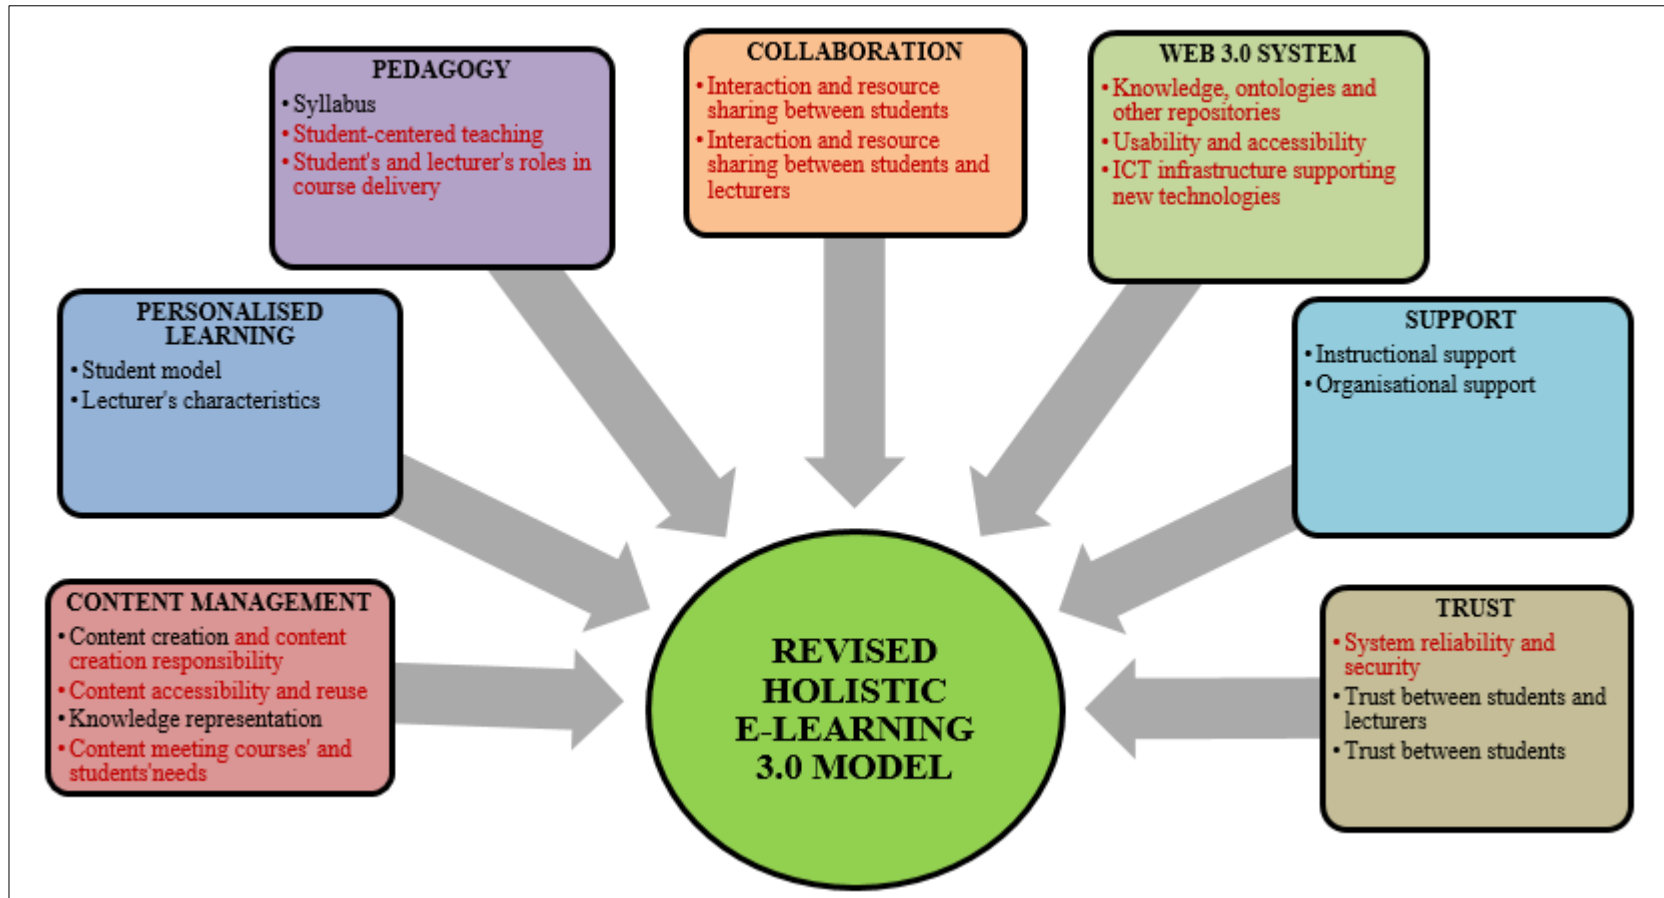 PEDAGOGY
• Syllabus
• Student-centered teaching
• Student's and lecturer's roles in
course delivery
COLLABORATION
• Interaction and resource
sharing between students
• Interaction and resource
sharing between students and
lecturers
WEB 3.0 SYSTEM
• Knowledge, ontologies and
other repositories
• Usability and accessibility
• ICT infrastructure supporting
new technologies
PERSONALISED
LEARNING
• Student model
• Lecturer's characteristics
SUPPORT
• Instructional support
• Organisational support
CONTENT MANAGEMENT
• Content creation and content
creation responsibility
• Content accessibility and reuse
• Knowledge representation
• Content meeting courses' and
students'needs
REVISED
HOLISTIC
E-LEARNING
3.0 MODEL
TRUST
• System reliability and
security
• Trust between students and
lecturers
• Trust between students